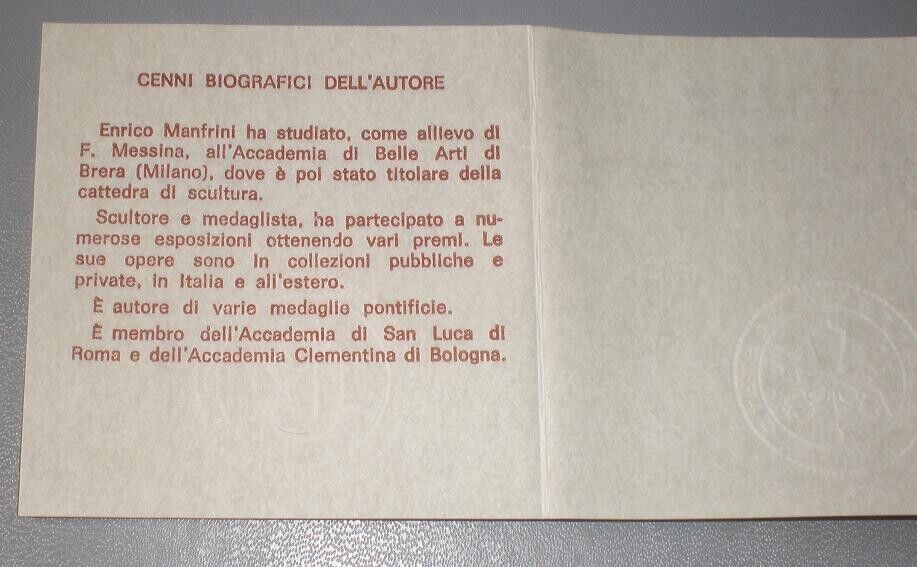 CENNI BIOGRAFICI DELL'AUTORE
Enrico Manfrini ha studiato, come allievo di
F. Messina, all'Accademia di Belle Arti di
Brera (Milano), dove è poi stato titolare della
cattedra di scultura.
Scultore e medaglista, ha partecipato a nu-
merose esposizioni ottenendo vari premi. Le
sue opere sono in collezioni pubbliche e
private, in Italia e all'estero.
È autore di varie medaglie pontificie.
È membro dell'Accademia di San Luca di
Roma e dell'Accademia Clementina di Bologna.